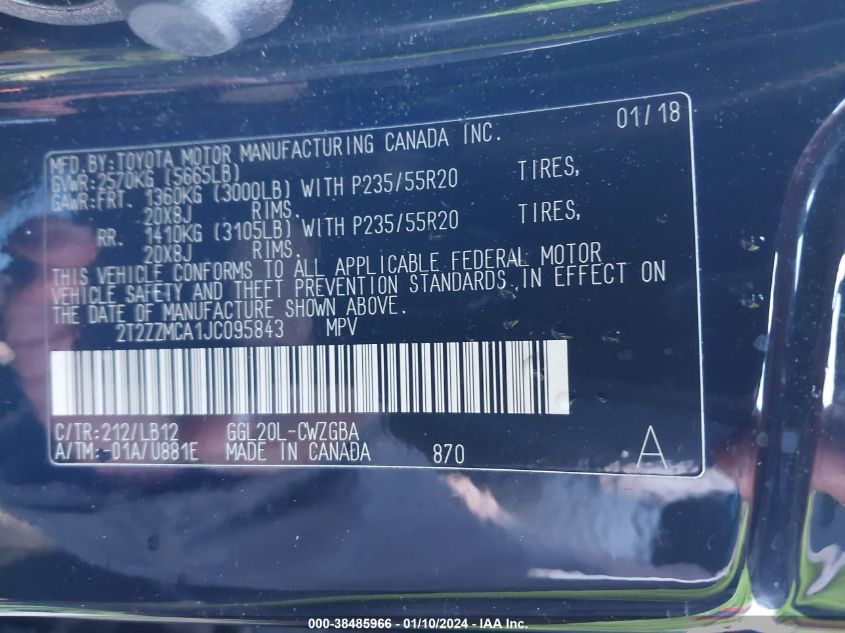 01/18
MFD.BY:TOYOTA MOTOR MANUFACTURING CANADA INC.
GVWR:2570KG (5665LB)
GAWR:FRT. 1360KG (3000LB) WITH P235/55R20 TIRES,
20X8J RIMS.
RR. 1410KG (3105LB) WITH P235/55R20 TIRES,
20X8J RIMS.
THIS VEHICLE CONFORMS TO ALL APPLICABLE FEDERAL MOTOR
VEHICLE SAFETY AND THEFT PREVENTION STANDARDS IN EFFECT ON
THE DATE OF MANUFACTURE SHOWN ABOVE.
2T2ZZMCA1JC095843 MPV
C/TR:212/LB12 GGL20L-CWZGBA
A/TM:-01A/U881E MADE IN CANADA 870 A
000-38485966 - 01/10/2024 - IAA Inc.